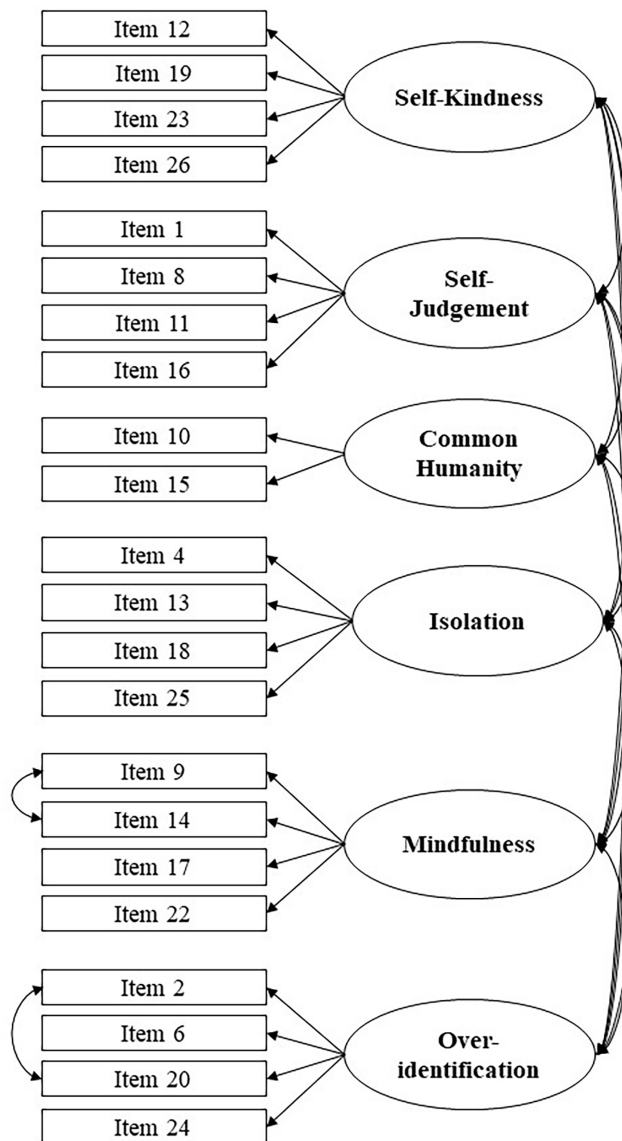 Item 12
Item 19
Item 23
Item 26
Self-Kindness
Item 1
Item 8
Item 11
Item 16
Self-
Judgement
Item 10
Item 15
Common
Humanity
Item 4
Item 13
Item 18
Item 25
Isolation
Item 9
Item 14
Item 17
Item 22
Mindfulness
Item 2
Item 6
Item 20
Item 24
Over-
identification